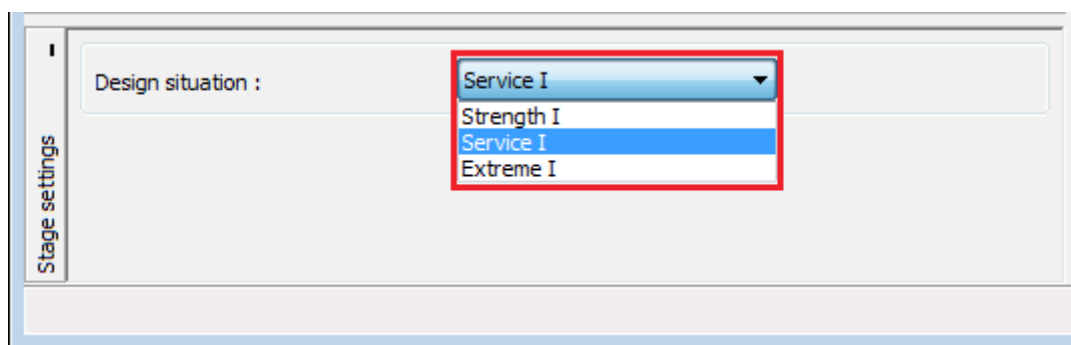 Design situation :
Service I
Strength I
Service I
Extreme I
Stage settings